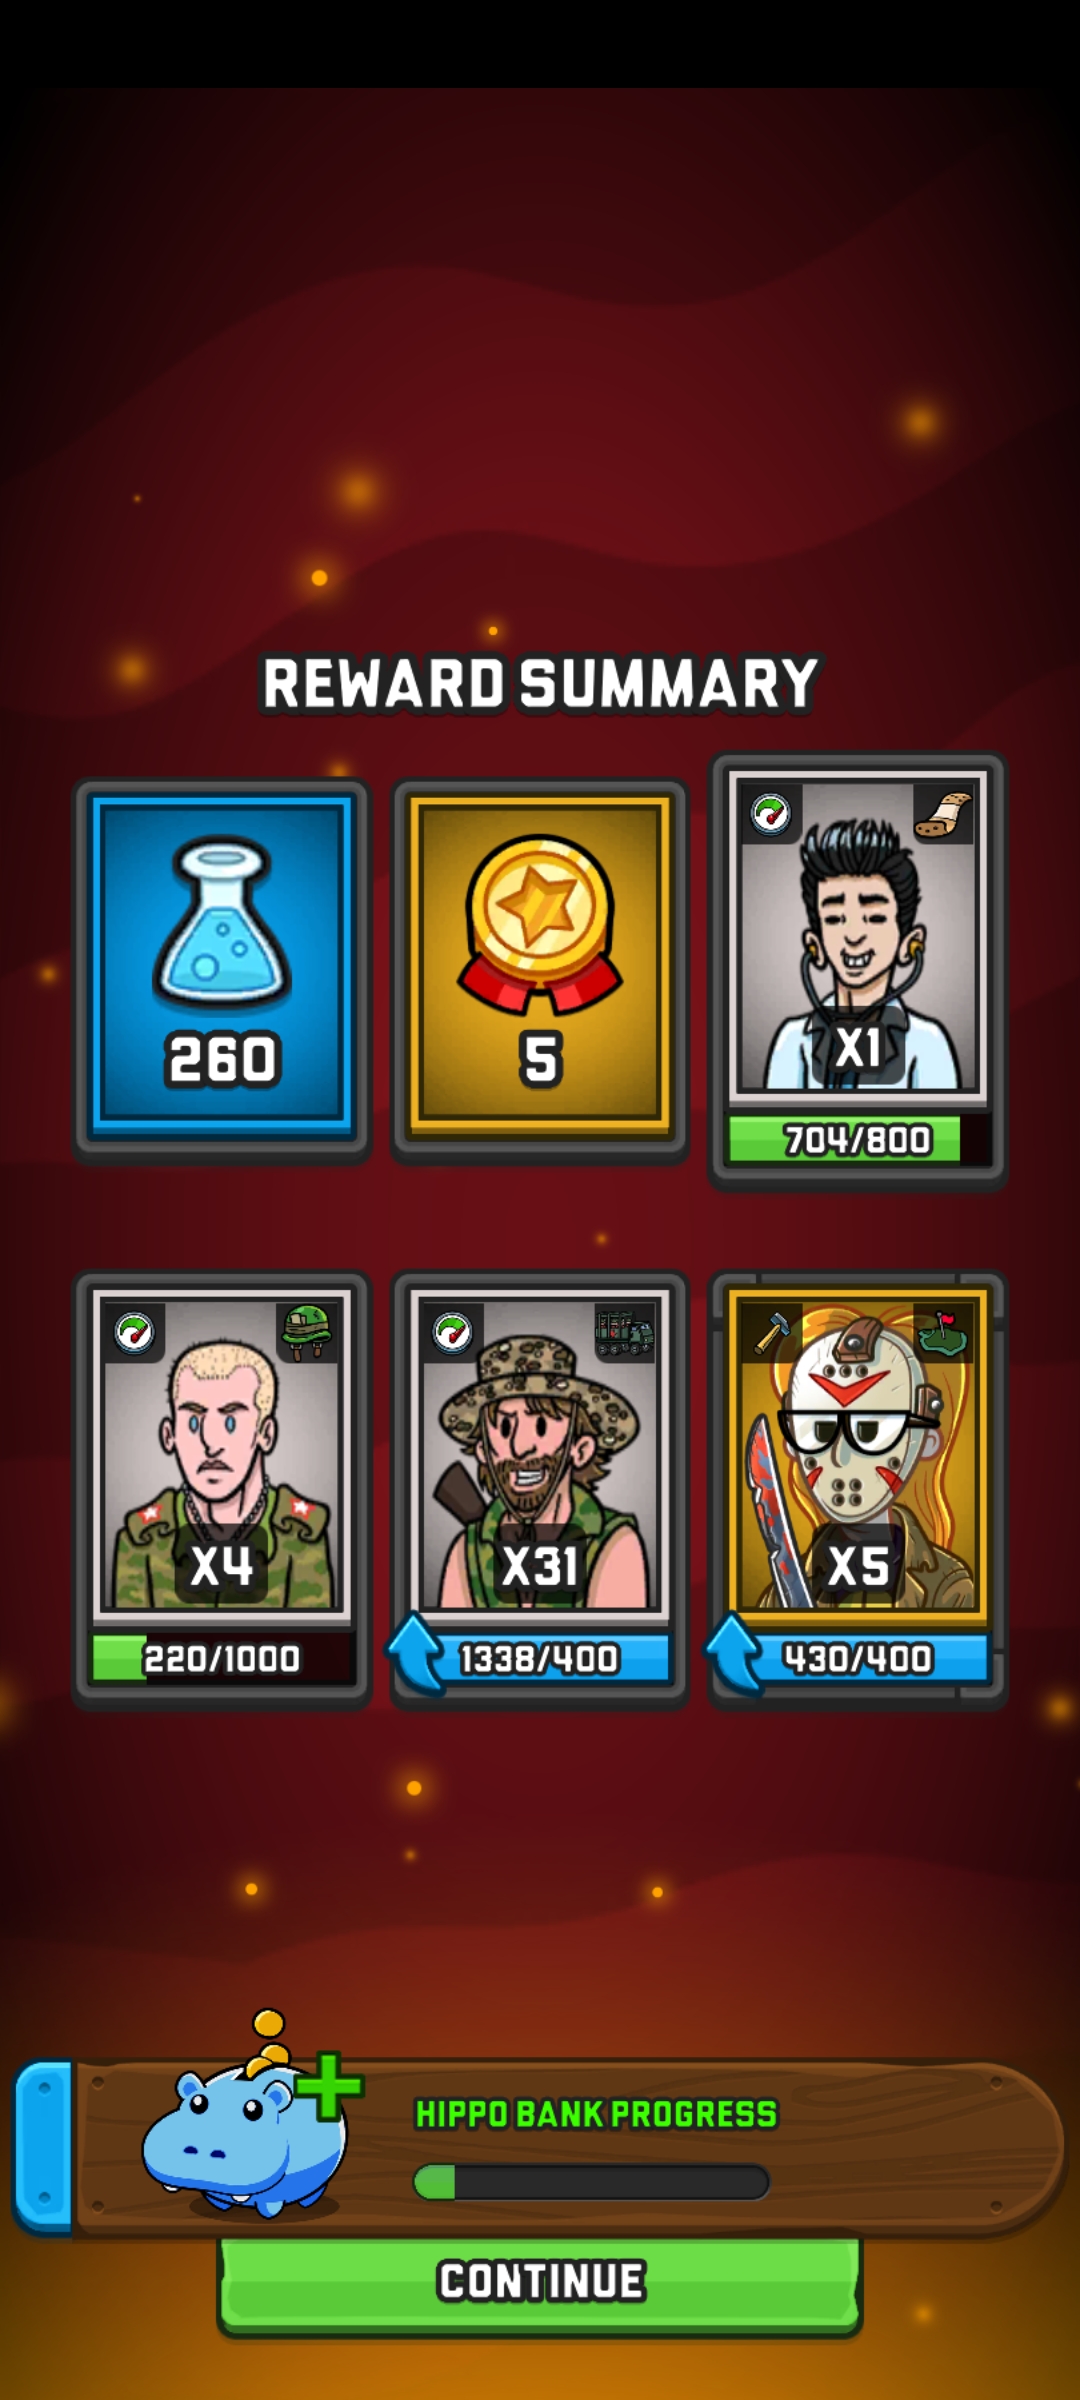 REWARD SUMMARY
260
5
X1
704/800
X4
220/1000
X31
1338/400
X5
430/400
HIPPO BANK PROGRESS
CONTINUE